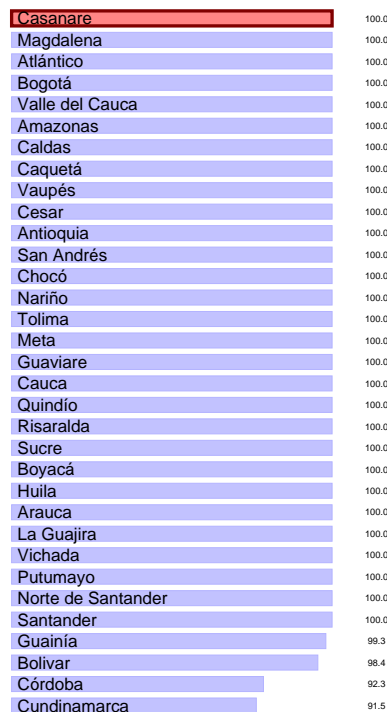 Casanare 100.0
Magdalena 100.0
Atlántico 100.0
Bogotá 100.0
Valle del Cauca 100.0
Amazonas 100.0
Caldas 100.0
Caquetá 100.0
Vaupés 100.0
Cesar 100.0
Antioquia 100.0
San Andrés 100.0
Chocó 100.0
Nariño 100.0
Tolima 100.0
Meta 100.0
Guaviare 100.0
Cauca 100.0
Quindío 100.0
Risaralda 100.0
Sucre 100.0
Boyacá 100.0
Huila 100.0
Arauca 100.0
La Guajira 100.0
Vichada 100.0
Putumayo 100.0
Norte de Santander 100.0
Santander 100.0
Guainía 99.3
Bolivar 98.4
Córdoba 92.3
Cundinamarca 91.5